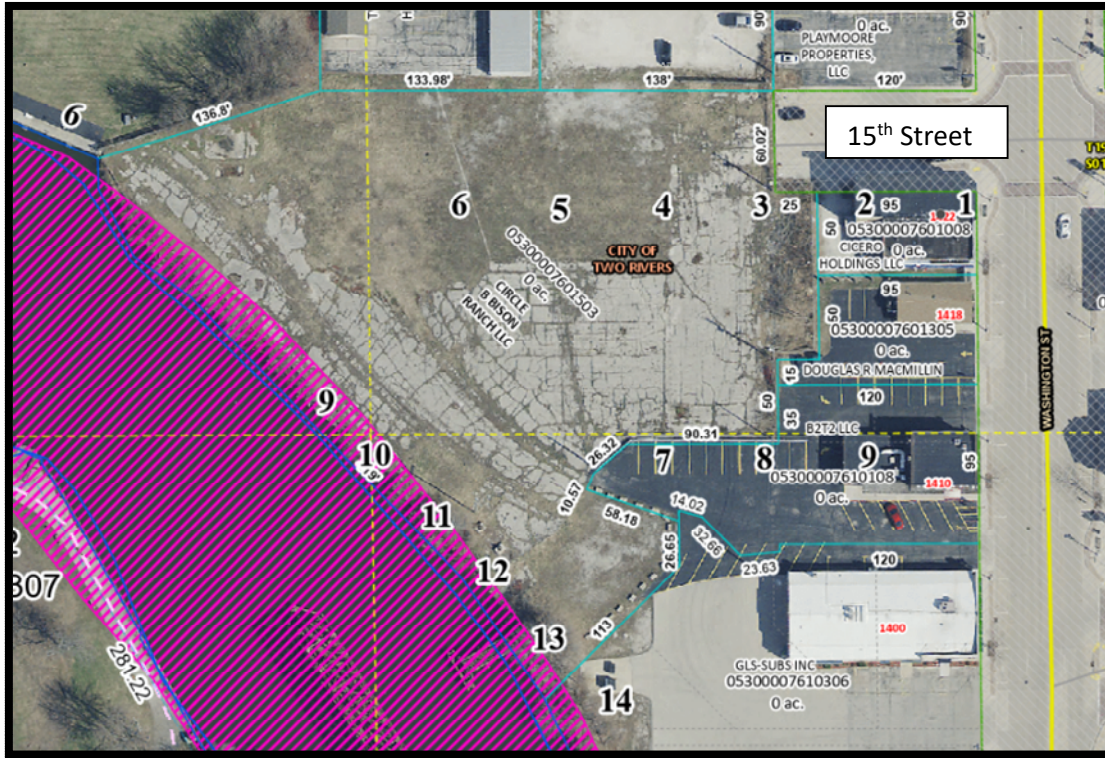 90'
0 ac.
90'
PLAYMOORE
PROPERTIES,
LLC
133.98'
138'
120'
6
136.8'
60.02'
15th Street
T19
S01
6
5
4
3
25
95
2
1
50
05300007601008
CICERO
0 ac.
HOLDINGS LLC
CITY OF
TWO RIVERS
05300007601503
0 ac.
CIRCLE
B BISON
RANCH LLC
95
50
1418
05300007601305
0 ac.
WASHINGTON ST
15
DOUGLAS R MACMILLIN
50
120
35
9
B2T2 LLC
90.31
26.32
7
8
9
95
10
05300007610108
0 ac.
1410
10.57
58.18
14.02
11
32.66
26.65
23.63
120
12
307
113
1400
13
281.22
GLS-SUBS INC
05300007610306
0 ac.
14